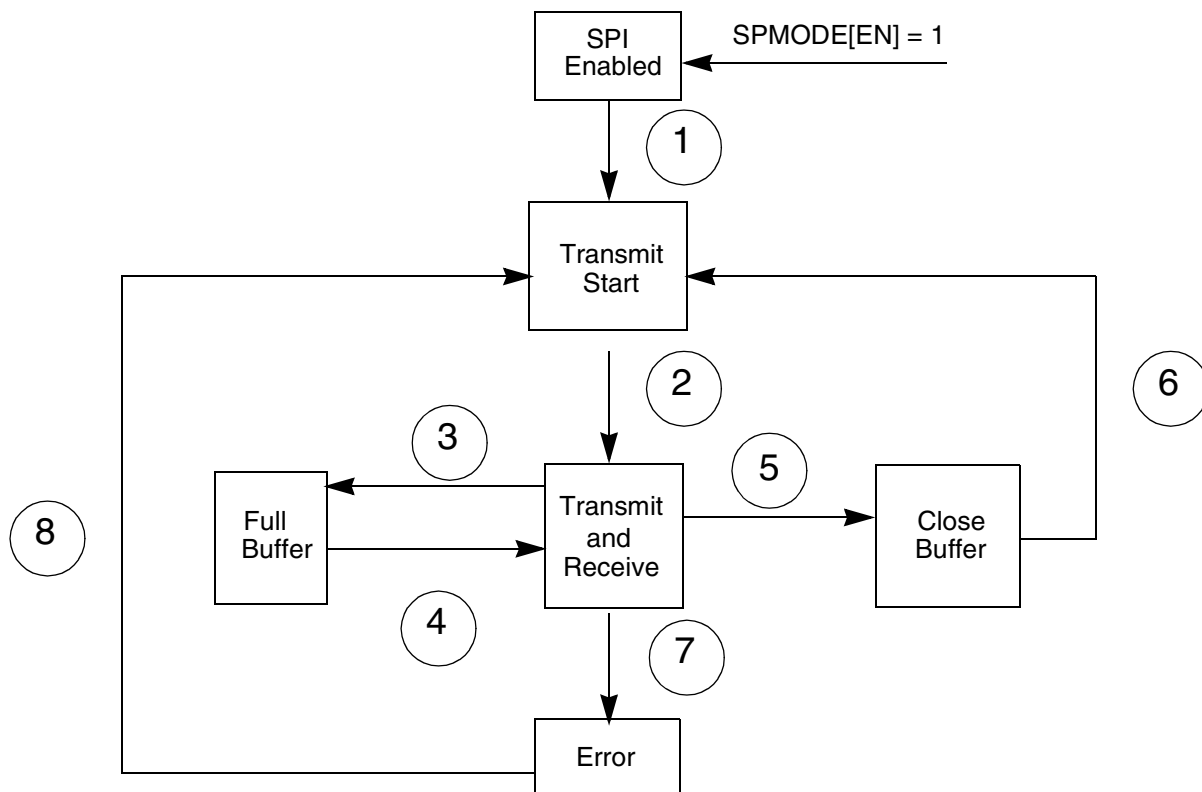 SPI
Enabled
SPMODE[EN] = 1
1
Transmit
Start
2
6
3
5
8
Full
Buffer
Transmit
and
Receive
Close
Buffer
4
7
Error